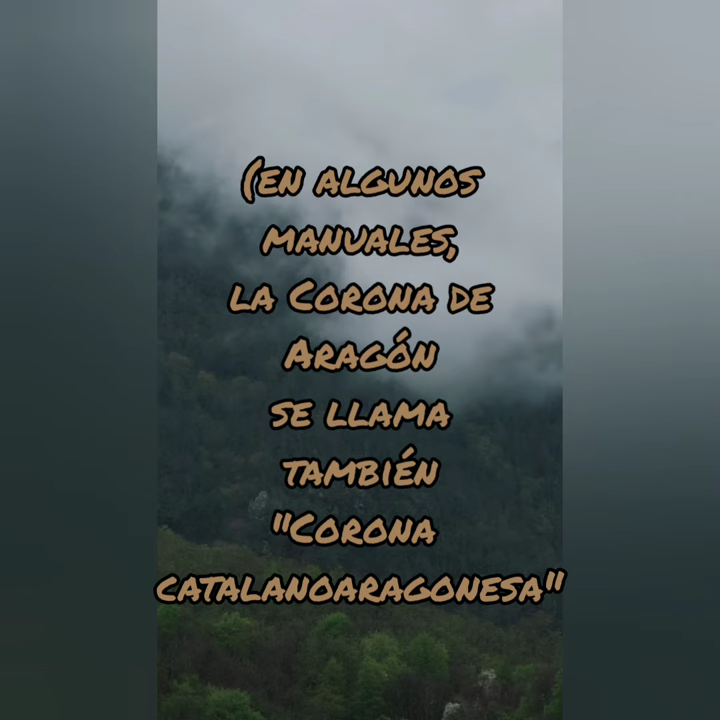 (en algunos
manuales,
la Corona de
Aragón
se llama
también
"Corona
catalanoaragonesa"